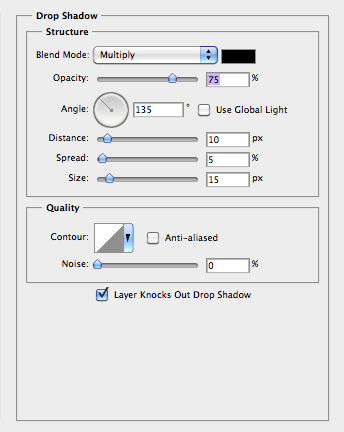 Drop Shadow
Structure
Blend Mode: Multiply
Opacity: 75 %
Angle: 135 ° Use Global Light
Distance: 10 px
Spread: 5 %
Size: 15 px
Quality
Contour: Anti-aliased
Noise: 0 %
Layer Knocks Out Drop Shadow